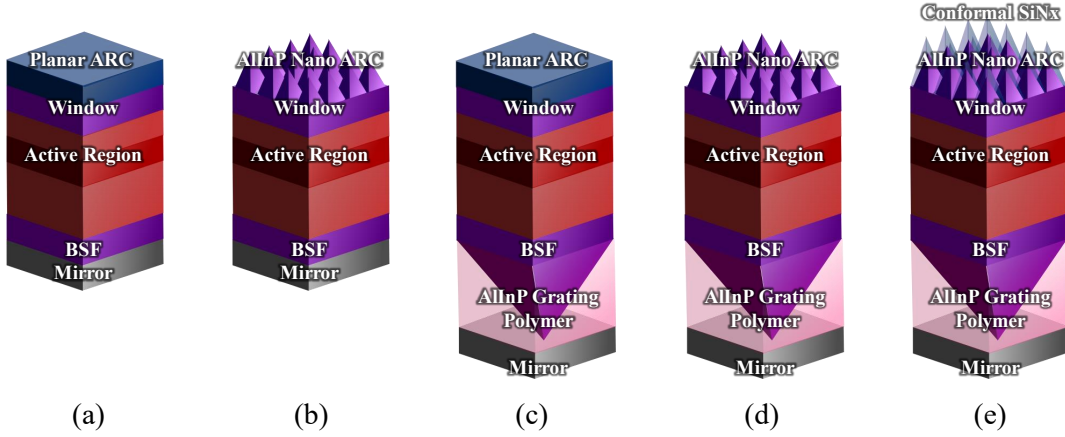 Planar ARC
Window
Active Region
BSF
Mirror
(a)
AlInP Nano ARC
Window
Active Region
BSF
Mirror
(b)
Planar ARC
Window
Active Region
BSF
AlInP Grating
Polymer
Mirror
(c)
AlInP Nano ARC
Window
Active Region
BSF
AlInP Grating
Polymer
Mirror
(d)
Conformal SiNx
AlInP Nano ARC
Window
Active Region
BSF
AlInP Grating
Polymer
Mirror
(e)